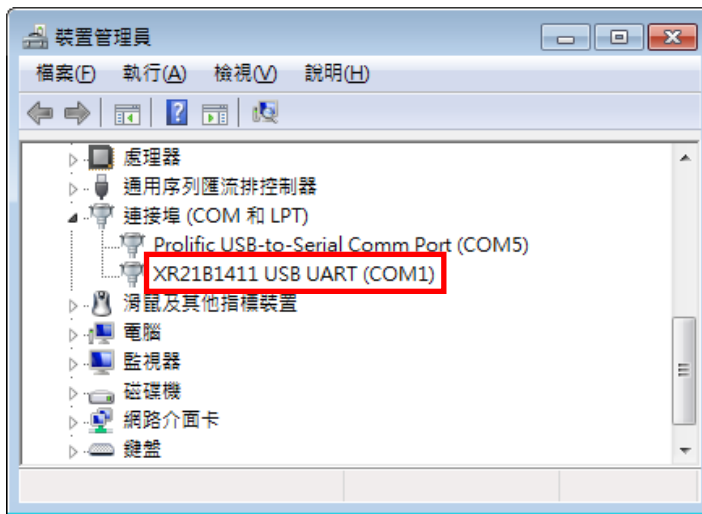 裝置管理員
檔案(F) 執行(A) 檢視(V) 說明(H)
處理器
通用序列匯流排控制器
連接埠 (COM 和 LPT)
Prolific USB-to-Serial Comm Port (COM5)
XR21B1411 USB UART (COM1)
滑鼠及其他指標裝置
電腦
監視器
磁碟機
網路介面卡
鍵盤